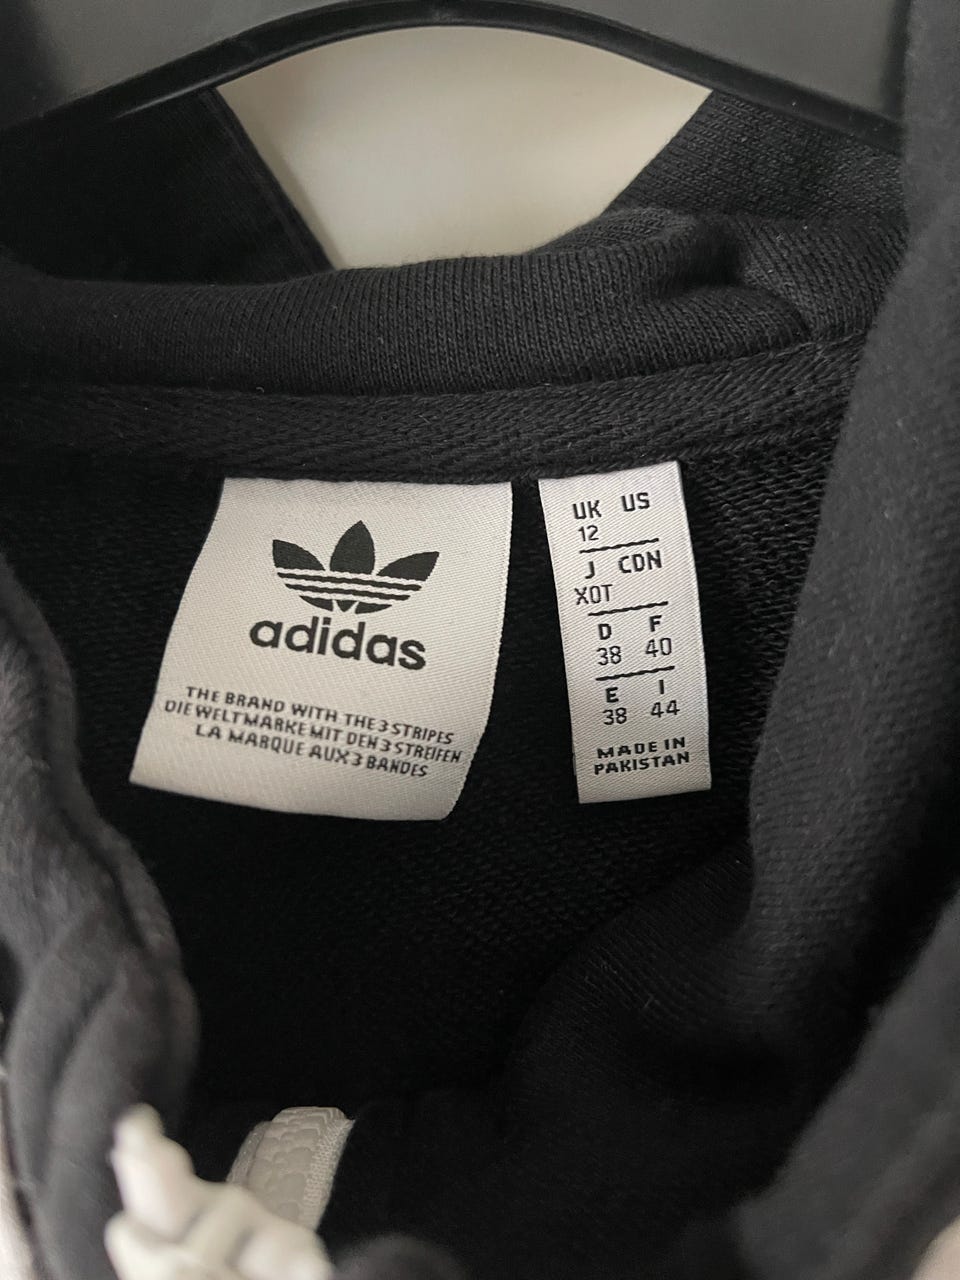 adidas
THE BRAND WITH THE 3 STRIPES
DIE WELTMARKE MIT DEN 3 STREIFEN
LA MARQUE AUX 3 BANDES
UK US
12
J CDN
XOT
D F
38 40
E I
38 44
MADE IN
PAKISTAN